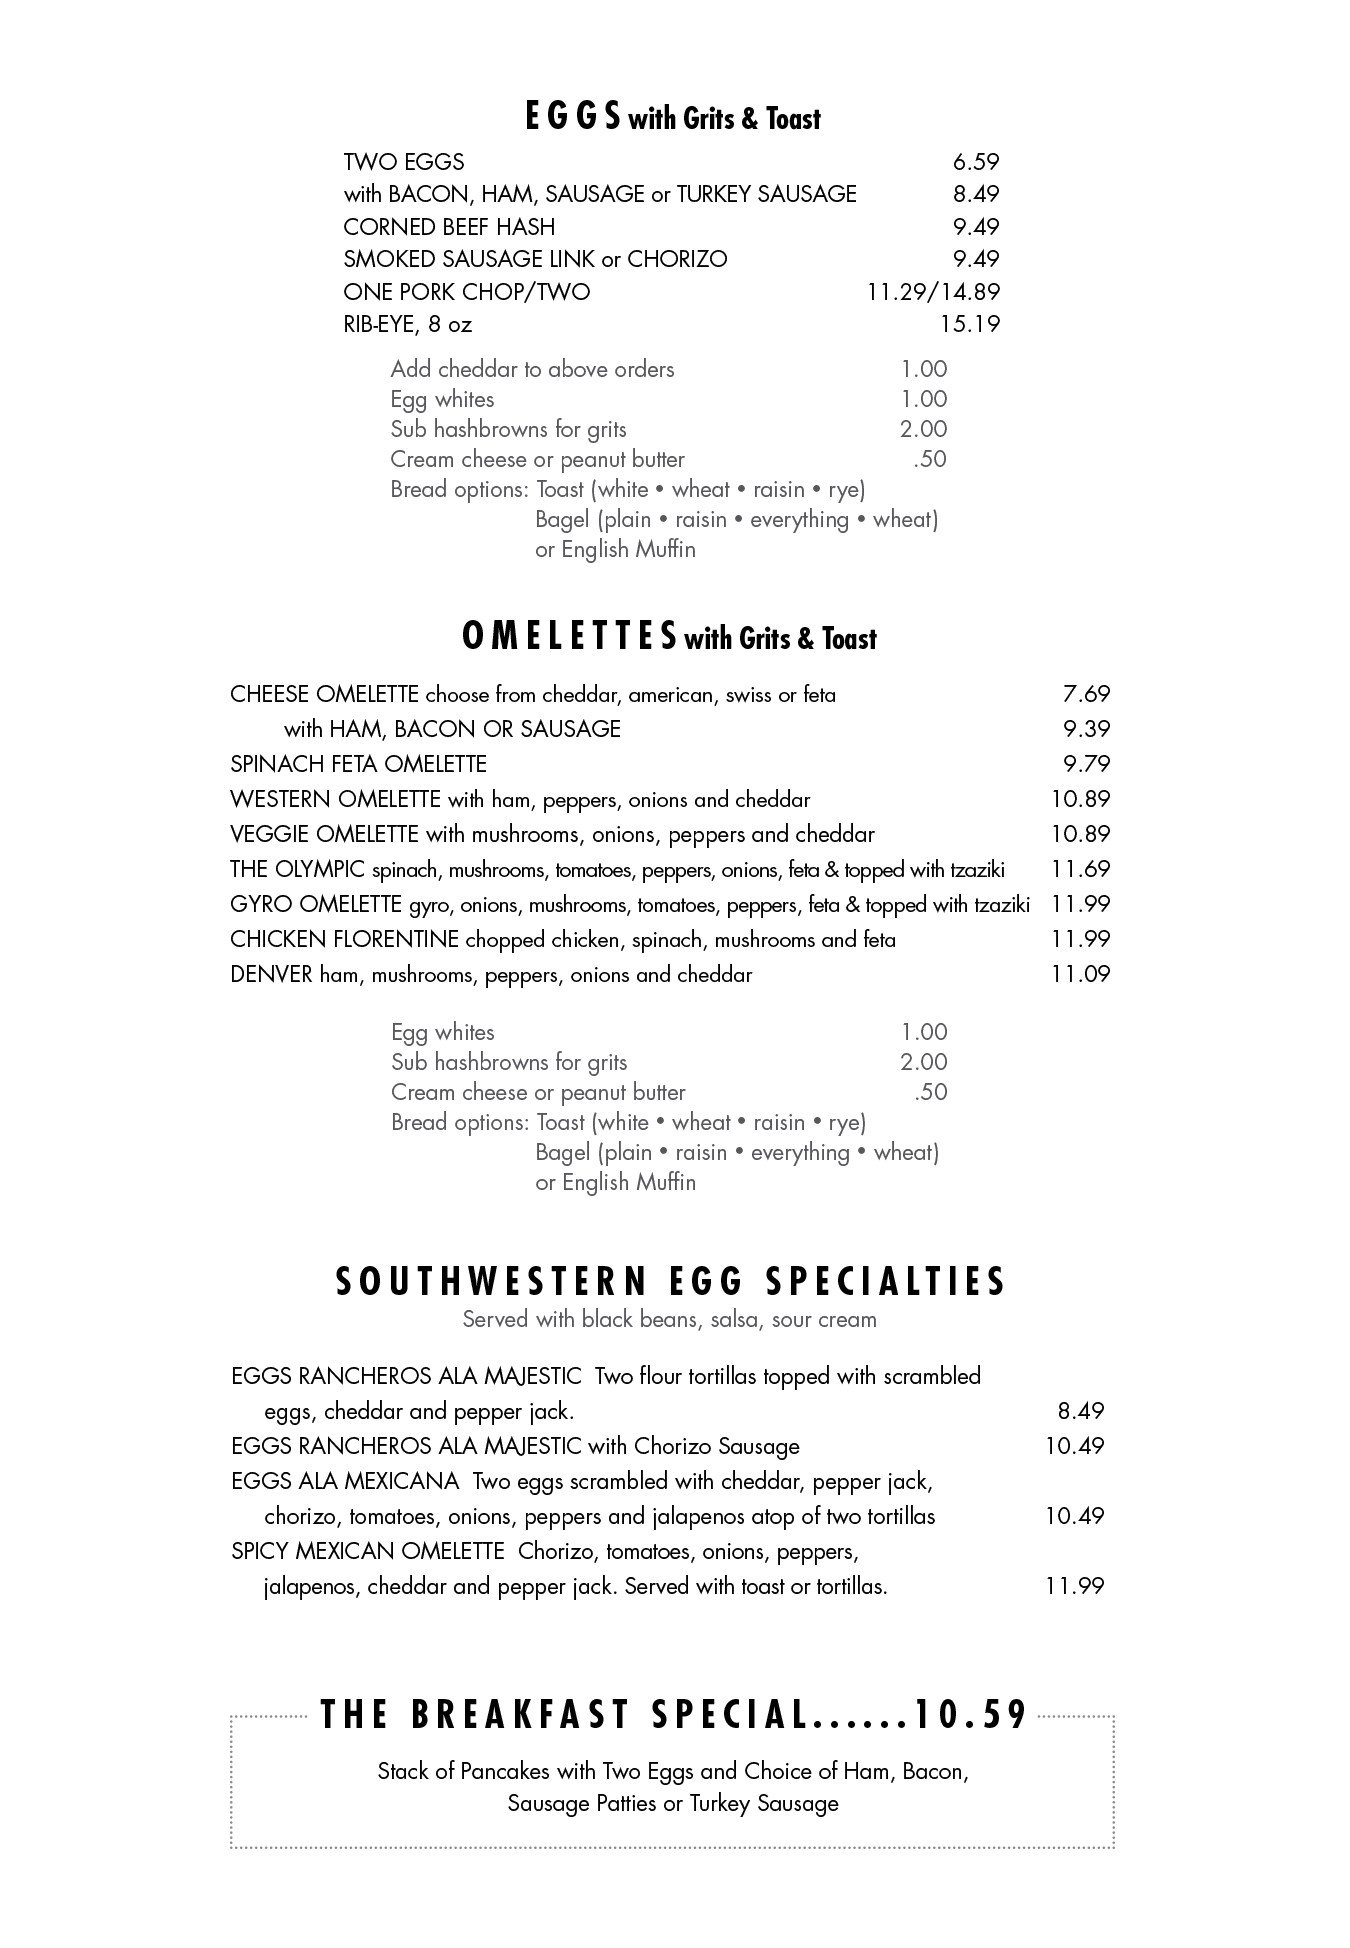 EGGS with Grits & Toast
TWO EGGS 6.59
with BACON, HAM, SAUSAGE or TURKEY SAUSAGE 8.49
CORNED BEEF HASH 9.49
SMOKED SAUSAGE LINK or CHORIZO 9.49
ONE PORK CHOP/TWO 11.29/14.89
RIB-EYE, 8 oz 15.19
Add cheddar to above orders 1.00
Egg whites 1.00
Sub hashbrowns for grits 2.00
Cream cheese or peanut butter .50
Bread options: Toast (white • wheat • raisin • rye)
Bagel (plain • raisin • everything • wheat)
or English Muffin
OMELETTES with Grits & Toast
CHEESE OMELETTE choose from cheddar, american, swiss or feta 7.69
with HAM, BACON OR SAUSAGE 9.39
SPINACH FETA OMELETTE 9.79
WESTERN OMELETTE with ham, peppers, onions and cheddar 10.89
VEGGIE OMELETTE with mushrooms, onions, peppers and cheddar 10.89
THE OLYMPIC spinach, mushrooms, tomatoes, peppers, onions, feta & topped with tzaziki 11.69
GYRO OMELETTE gyro, onions, mushrooms, tomatoes, peppers, feta & topped with tzaziki 11.99
CHICKEN FLORENTINE chopped chicken, spinach, mushrooms and feta 11.99
DENVER ham, mushrooms, peppers, onions and cheddar 11.09
Egg whites 1.00
Sub hashbrowns for grits 2.00
Cream cheese or peanut butter .50
Bread options: Toast (white • wheat • raisin • rye)
Bagel (plain • raisin • everything • wheat)
or English Muffin
SOUTHWESTERN EGG SPECIALTIES
Served with black beans, salsa, sour cream
EGGS RANCHEROS ALA MAJESTIC Two flour tortillas topped with scrambled
eggs, cheddar and pepper jack. 8.49
EGGS RANCHEROS ALA MAJESTIC with Chorizo Sausage 10.49
EGGS ALA MEXICANA Two eggs scrambled with cheddar, pepper jack,
chorizo, tomatoes, onions, peppers and jalapenos atop of two tortillas 10.49
SPICY MEXICAN OMELETTE Chorizo, tomatoes, onions, peppers,
jalapenos, cheddar and pepper jack. Served with toast or tortillas. 11.99
THE BREAKFAST SPECIAL......10.59
Stack of Pancakes with Two Eggs and Choice of Ham, Bacon,
Sausage Patties or Turkey Sausage